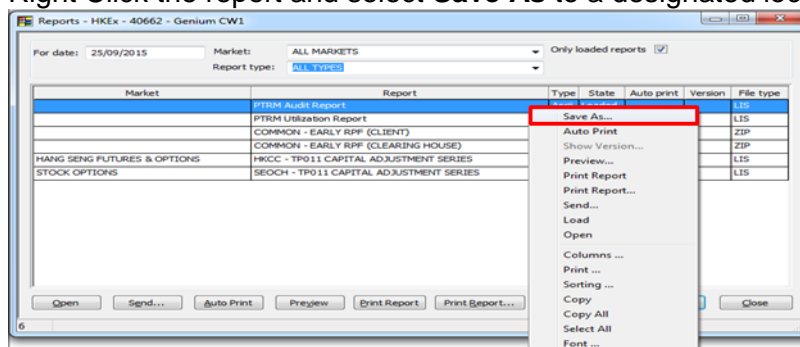 Right Click the report and select Save As to a designated loc
Reports - HKEx - 40662 - Genium CW1
For date: 25/09/2015 Market: ALL MARKETS Only loaded reports
Report type: ALL TYPES
Market Report Type State Auto print Version File type
PTRM Audit Report LIS
PTRM Utilization Report LIS
COMMON - EARLY RPF (CLIENT) ZIP
COMMON - EARLY RPF (CLEARING HOUSE) ZIP
HANG SENG FUTURES & OPTIONS HKCC - TP011 CAPITAL ADJUSTMENT SERIES LIS
STOCK OPTIONS SEOCH - TP011 CAPITAL ADJUSTMENT SERIES LIS
Save As...
Auto Print
Show Version...
Preview...
Print Report
Print Report...
Send...
Load
Open
Columns ...
Print ...
Sorting ...
Copy
Copy All
Select All
Font ...
Open Send... Auto Print Preview Print Report Print Report... Close
6